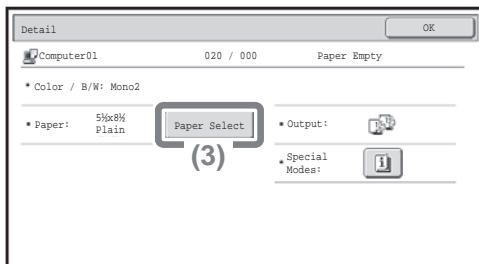 Detail
OK
Computer01 020 / 000 Paper Empty
* Color / B/W: Mono2
* Paper: 5½x8½ Plain
Paper Select
(3)
* Output:
* Special Modes: